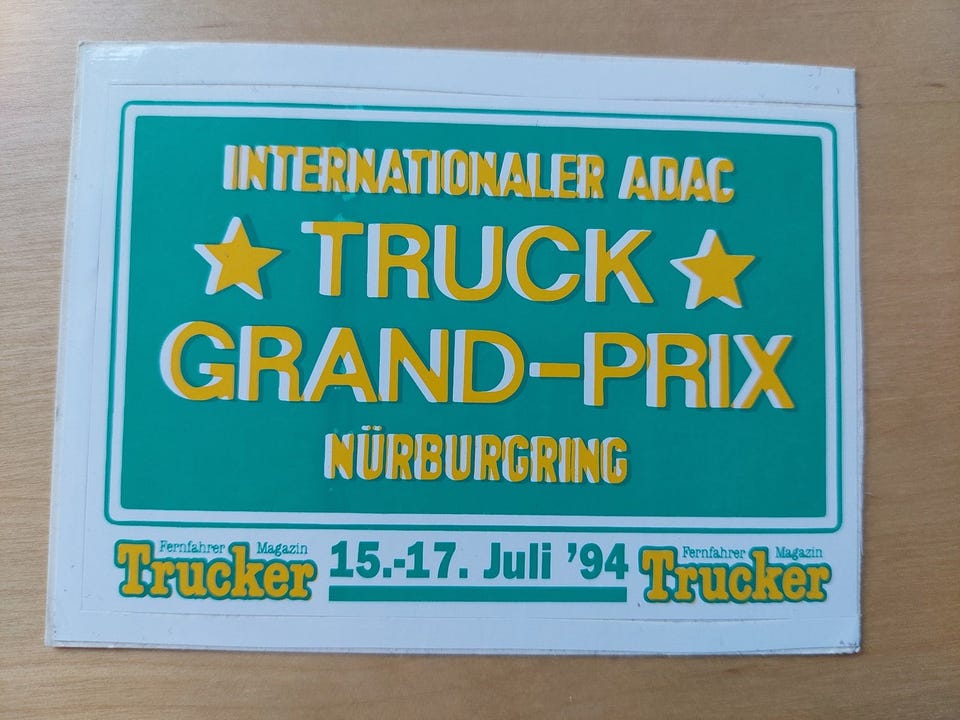 INTERNATIONALER ADAC
TRUCK
GRAND-PRIX
NÜRBURGRING
Fernfahrer Magazin
Trucker
15.-17. Juli '94
Fernfahrer Magazin
Trucker